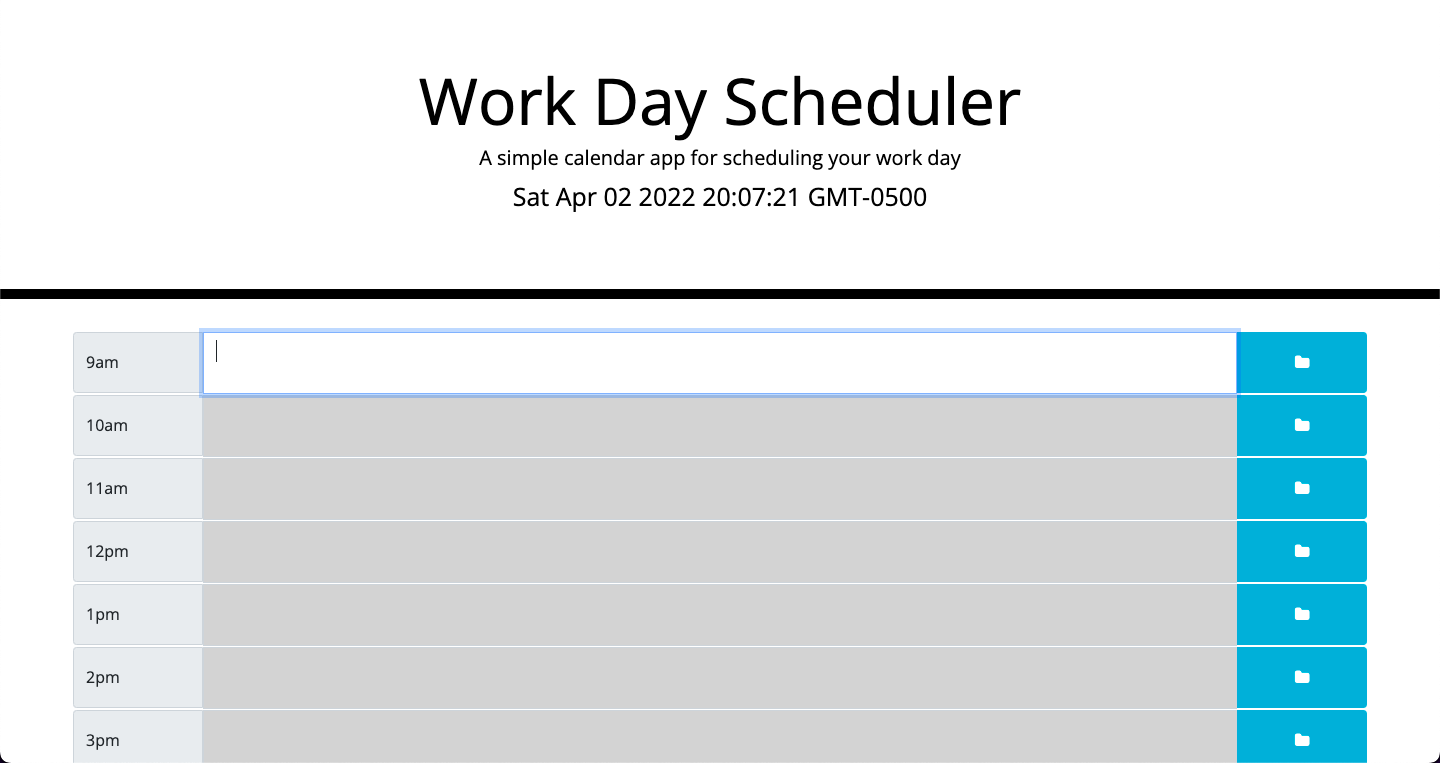 Work Day Scheduler
A simple calendar app for scheduling your work day
Sat Apr 02 2022 20:07:21 GMT-0500
9am
10am
11am
12pm
1pm
2pm
3pm